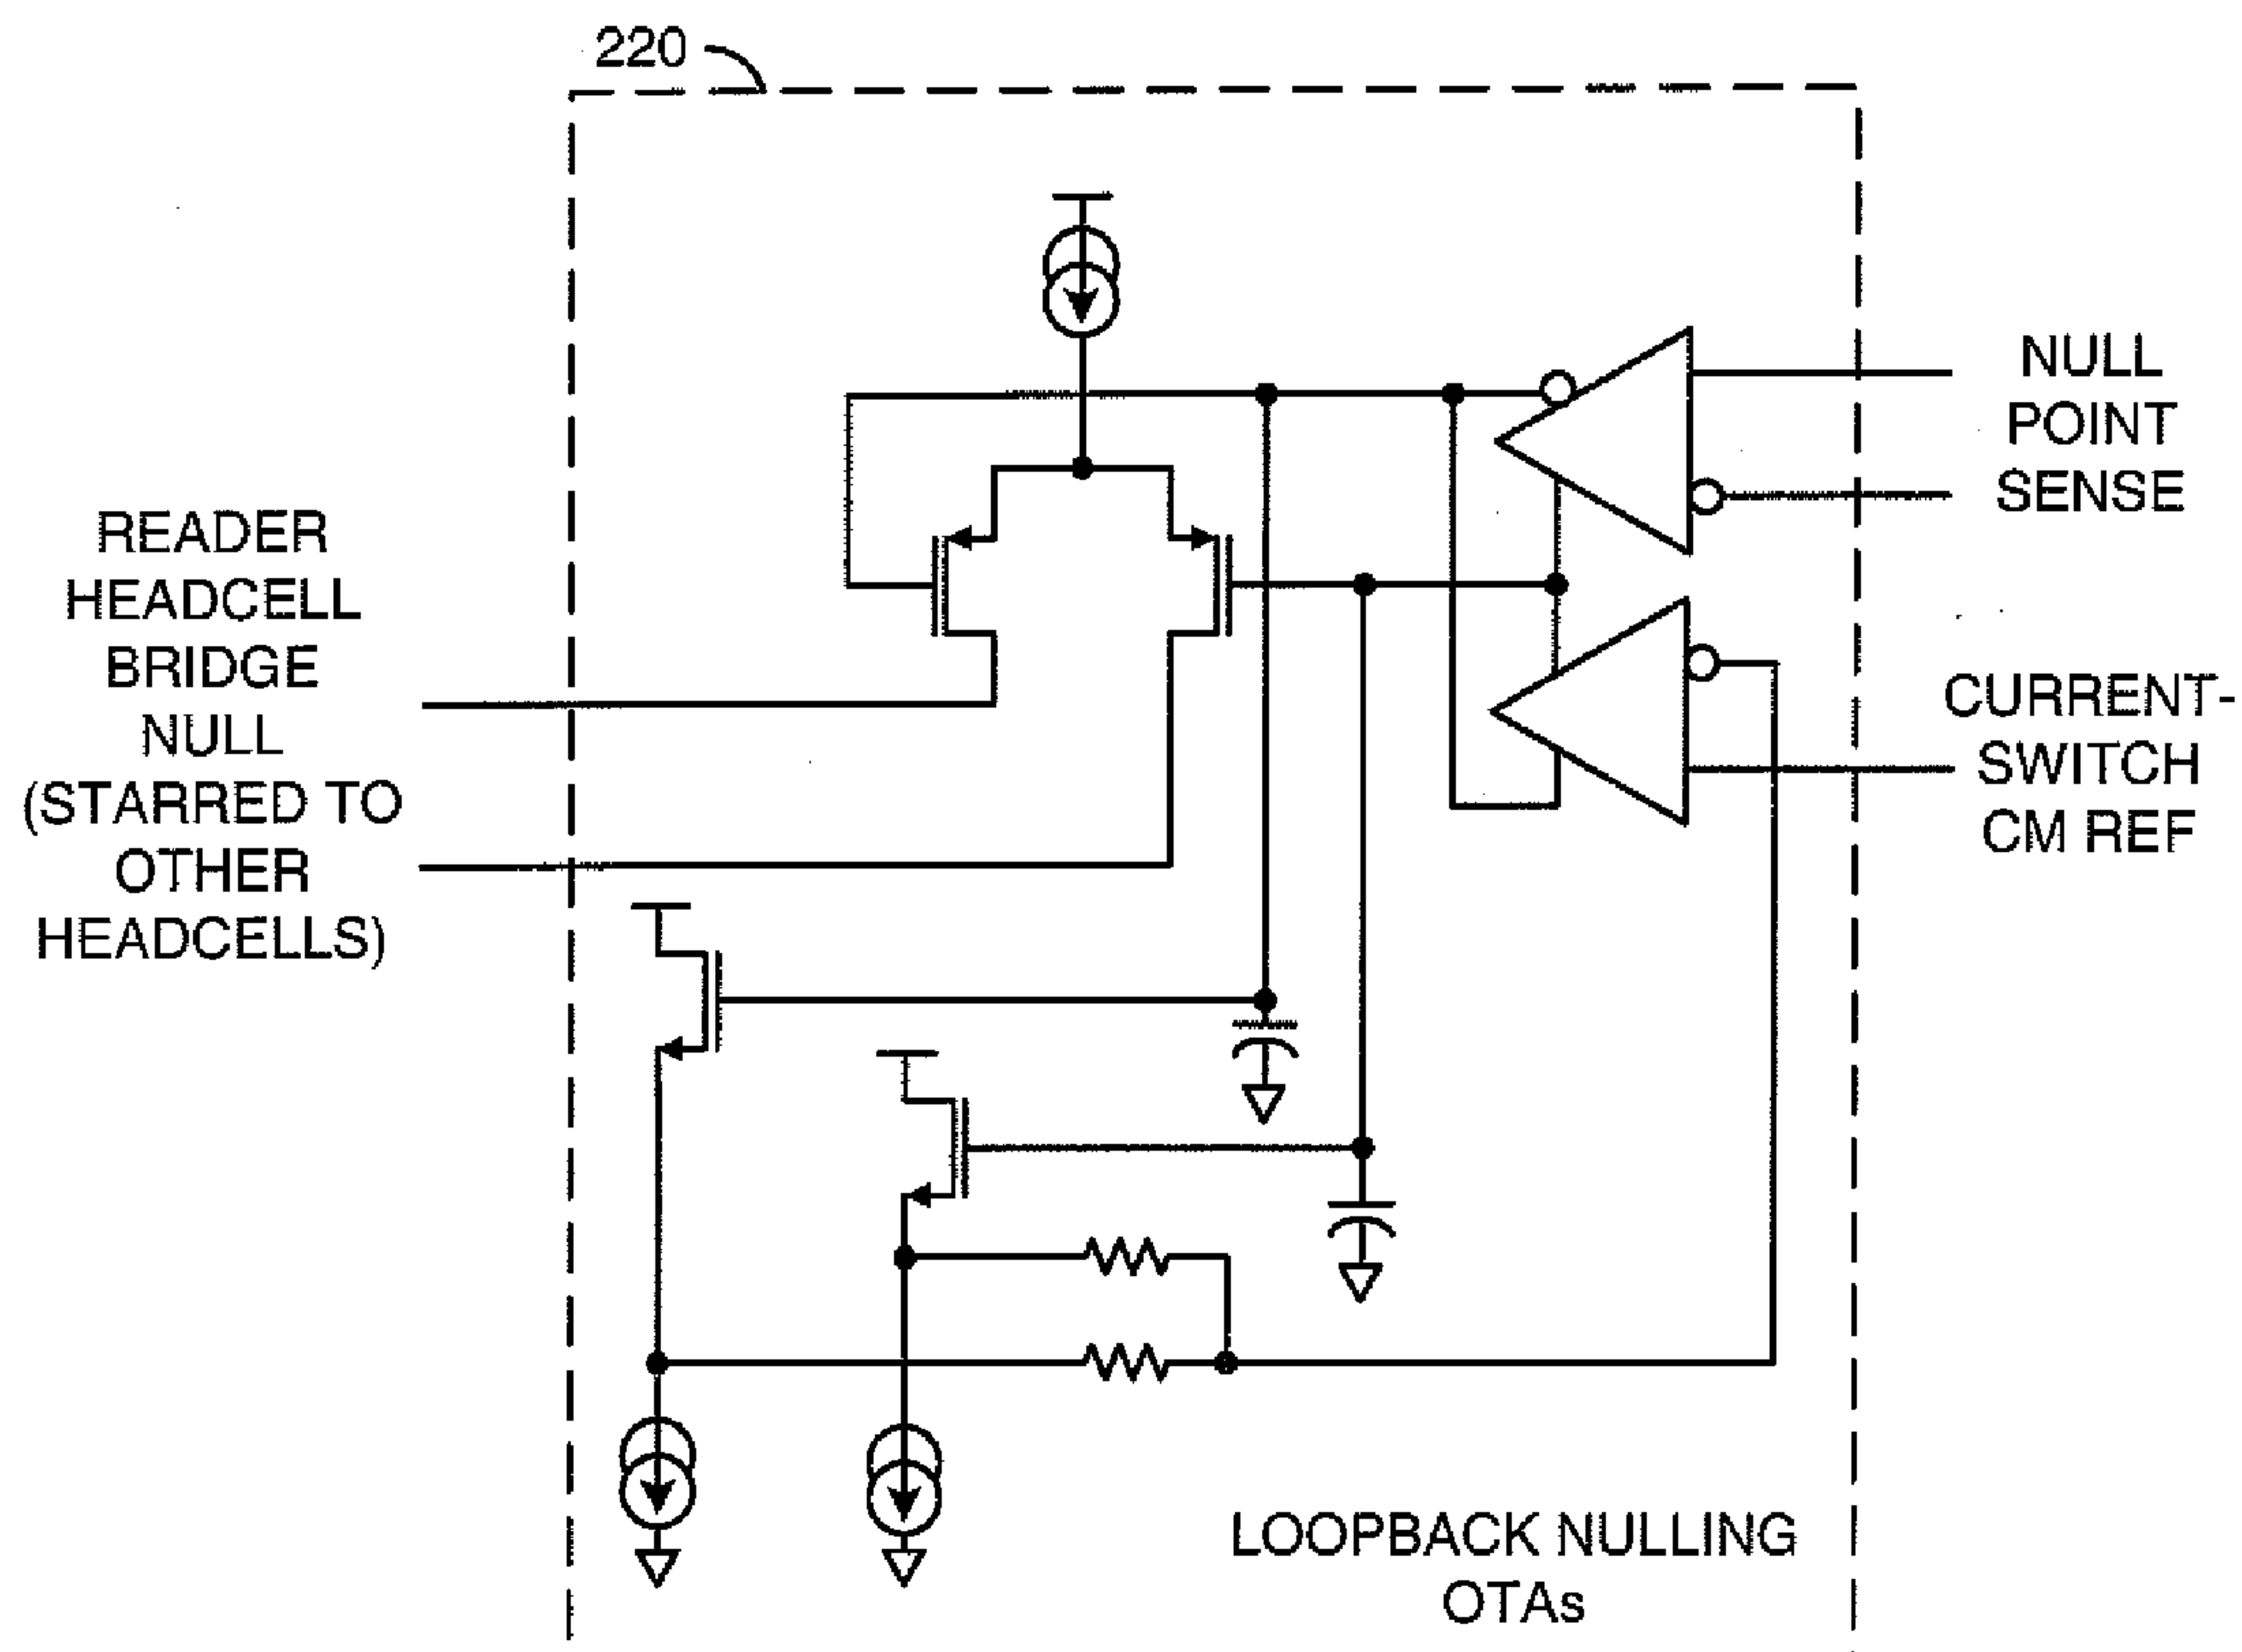 220
READER
HEADCELL
BRIDGE
NULL
(STARRED TO
OTHER
HEADCELLS)
NULL
POINT
SENSE
CURRENT-
SWITCH
CM REF
LOOPBACK NULLING
OTAs